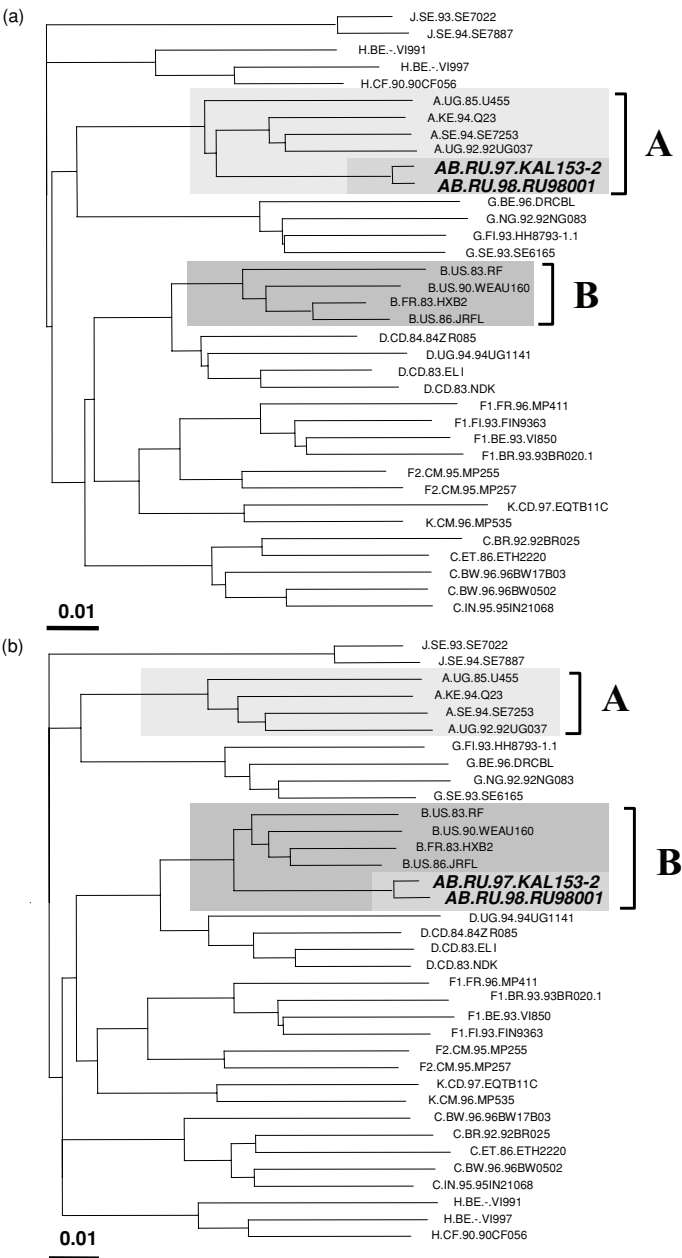 (a)
J.SE.93.SE7022
J.SE.94.SE7887
H.BE.-.VI991
H.BE.-.VI997
H.CF.90.90CF056
A.UG.85.U455
A.KE.94.Q23
A.SE.94.SE7253
A.UG.92.92UG037
A
AB.RU.97.KAL153-2
AB.RU.98.RU98001
G.BE.96.DRCBL
G.NG.92.92NG083
G.FI.93.HH8793-1.1
G.SE.93.SE6165
B.US.83.RF
B.US.90.WEAU160
B
B.FR.83.HXB2
B.US.86.JRFL
D.CD.84.84ZR085
D.UG.94.94UG1141
D.CD.83.ELI
D.CD.83.NDK
F1.FR.96.MP411
F1.FI.93.FIN9363
F1.BE.93.VI850
F1.BR.93.93BR020.1
F2.CM.95.MP255
F2.CM.95.MP257
K.CD.97.EQTB11C
K.CM.96.MP535
C.BR.92.92BR025
C.ET.86.ETH2220
C.BW.96.96BW17B03
C.BW.96.96BW0502
C.IN.95.95IN21068
0.01
(b)
J.SE.93.SE7022
J.SE.94.SE7887
A.UG.85.U455
A.KE.94.Q23
A
A.SE.94.SE7253
A.UG.92.92UG037
G.FI.93.HH8793-1.1
G.BE.96.DRCBL
G.NG.92.92NG083
G.SE.93.SE6165
B.US.83.RF
B.US.90.WEAU160
B.FR.83.HXB2
B.US.86.JRFL
B
AB.RU.97.KAL153-2
AB.RU.98.RU98001
D.UG.94.94UG1141
D.CD.84.84ZR085
D.CD.83.ELI
D.CD.83.NDK
F1.FR.96.MP411
F1.BR.93.93BR020.1
F1.BE.93.VI850
F1.FI.93.FIN9363
F2.CM.95.MP255
F2.CM.95.MP257
K.CD.97.EQTB11C
K.CM.96.MP535
C.BW.96.96BW17B03
C.BR.92.92BR025
C.ET.86.ETH2220
C.BW.96.96BW0502
C.IN.95.95IN21068
H.BE.-.VI991
H.BE.-.VI997
H.CF.90.90CF056
0.01